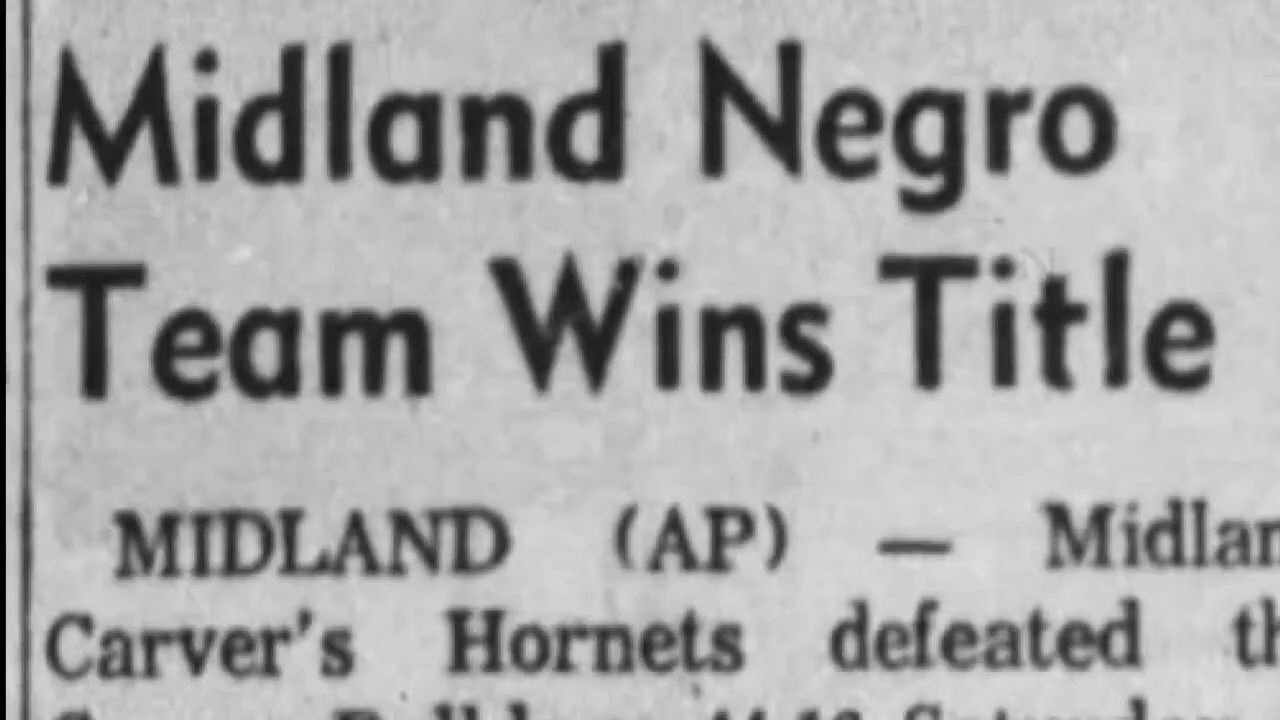 Midland Negro
Team Wins Title
MIDLAND (AP) — Midlan
Carver's Hornets defeated th